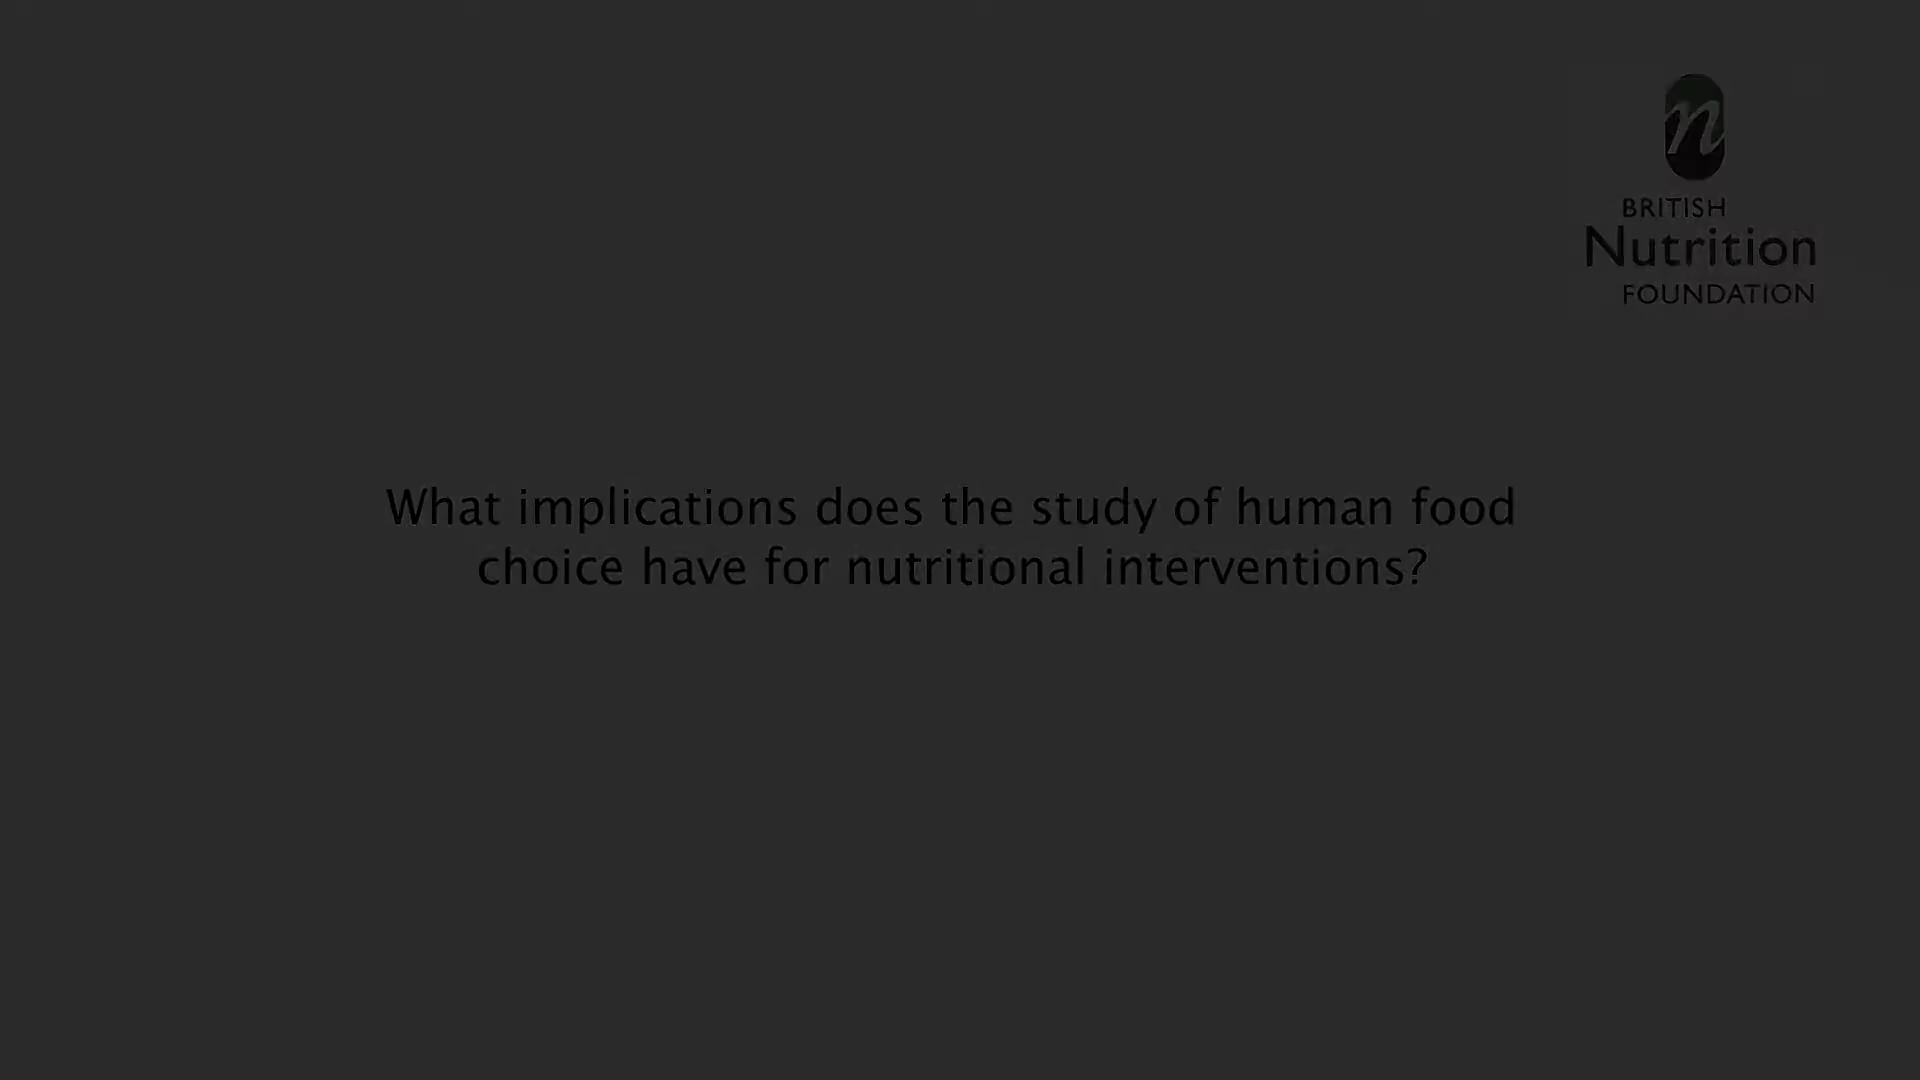 n
BRITISH
Nutrition
FOUNDATION
What implications does the study of human food
choice have for nutritional interventions?